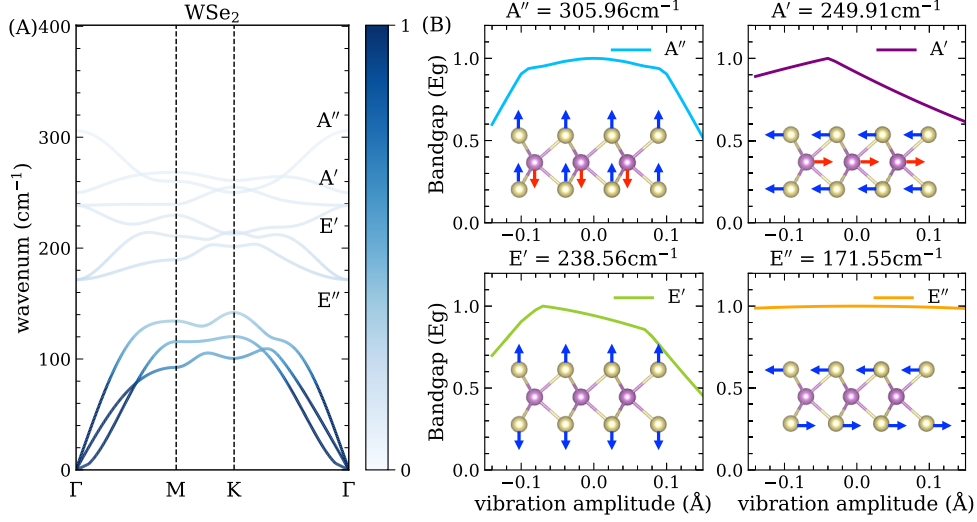 (A)
WSe₂
wavenum (cm⁻¹)
400
300
200
100
0
A″
A′
E′
E″
Γ
M
K
Γ
1
0
(B)
A″ = 305.96cm⁻¹
Bandgap (Eg)
1.0
0.5
0.0
−0.1
0.0
0.1
A″
A′ = 249.91cm⁻¹
1.0
0.5
0.0
−0.1
0.0
0.1
A′
E′ = 238.56cm⁻¹
Bandgap (Eg)
1.0
0.5
0.0
−0.1
0.0
0.1
vibration amplitude (Å)
E′
E″ = 171.55cm⁻¹
1.0
0.5
0.0
−0.1
0.0
0.1
vibration amplitude (Å)
E″